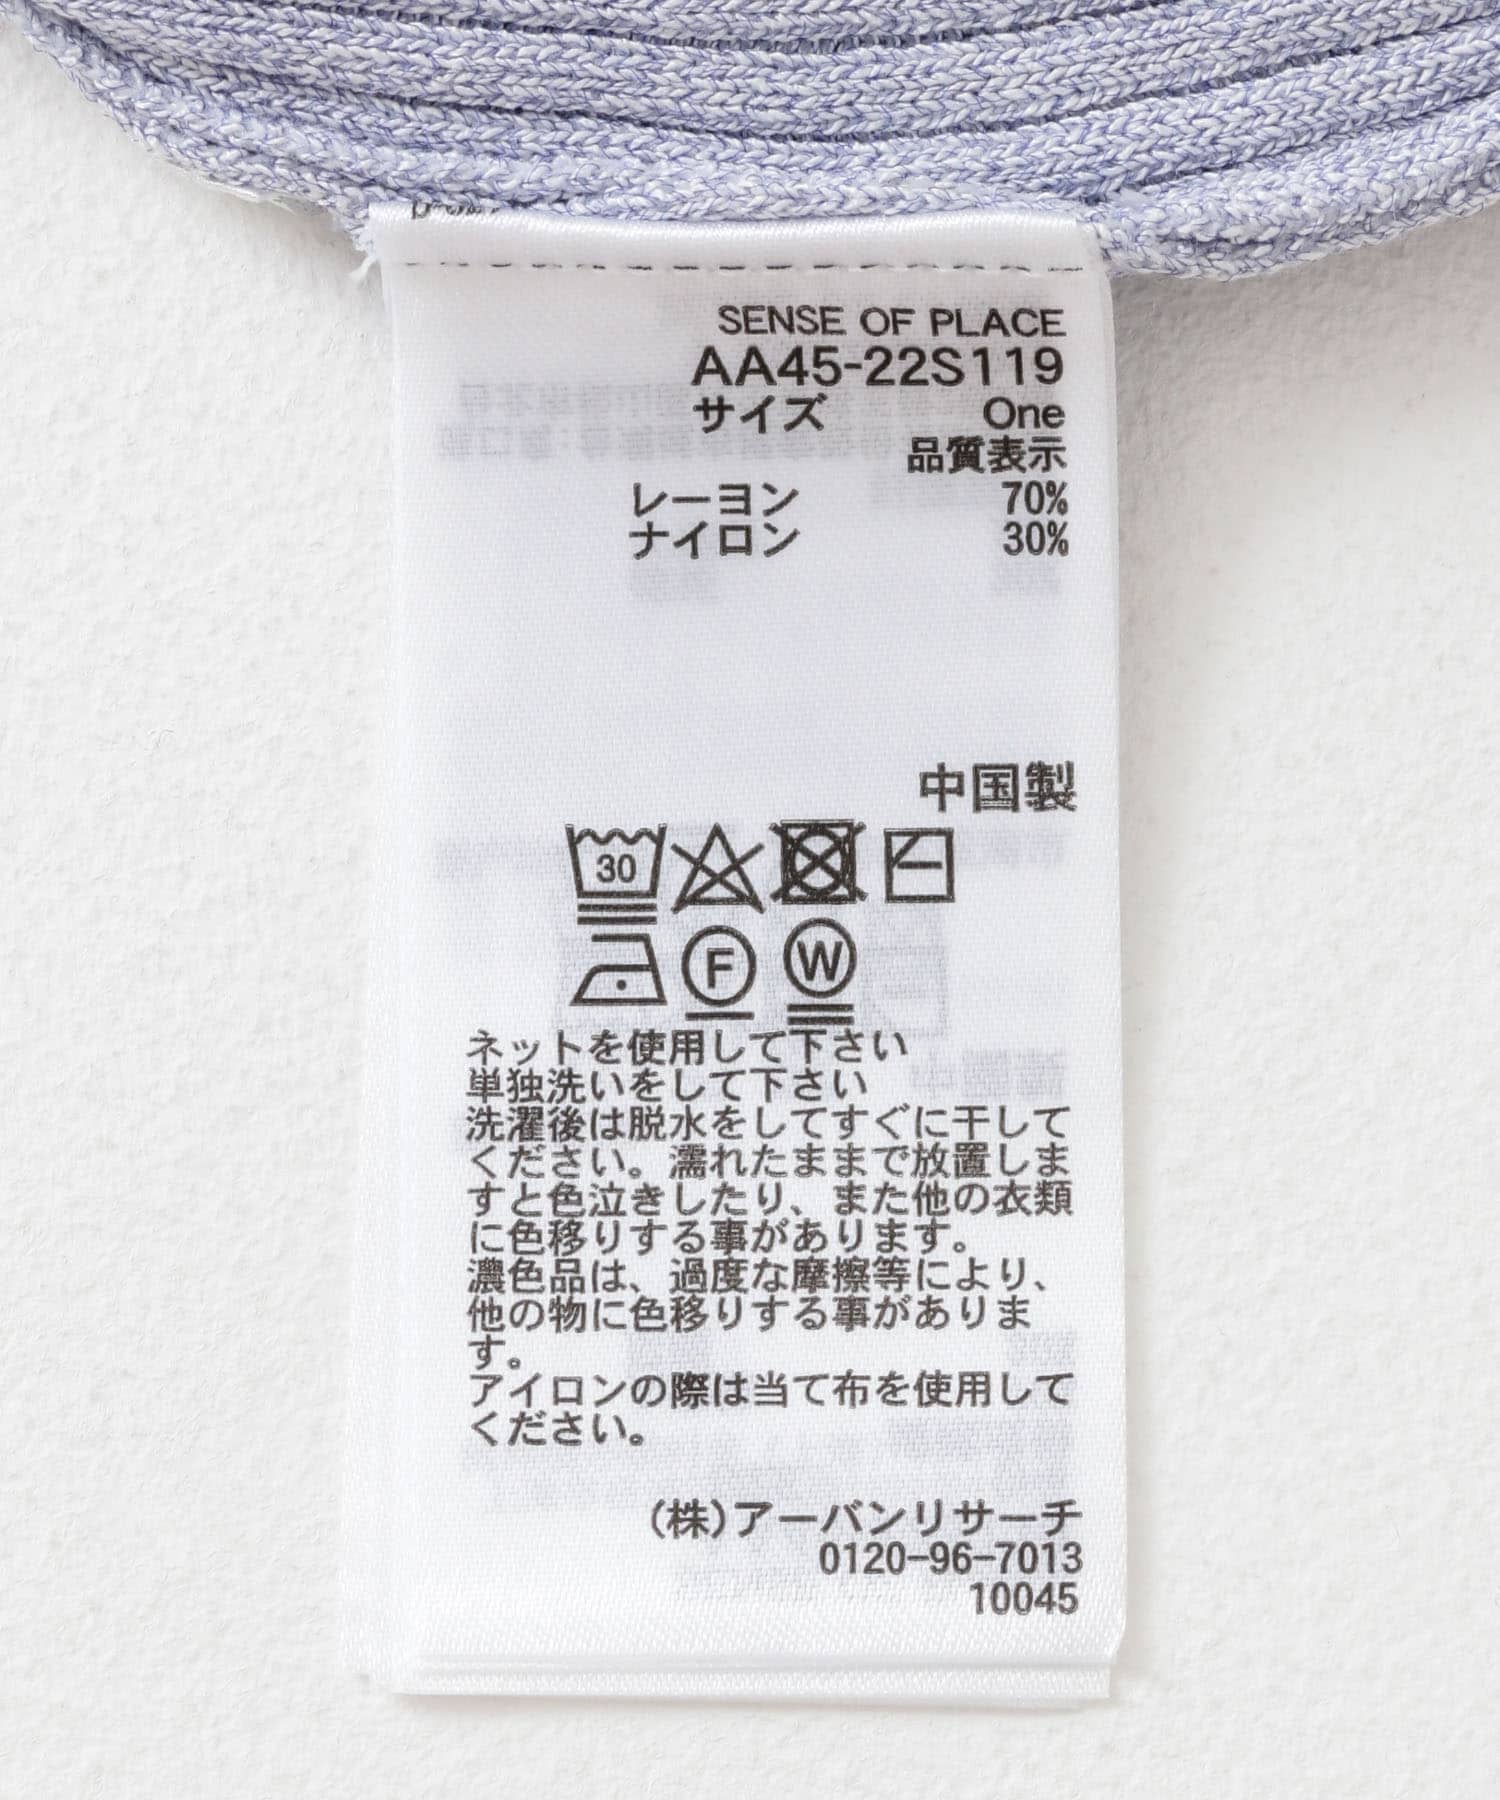 SENSE OF PLACE
AA45-22S119
サイズ One
品質表示
レーヨン 70%
ナイロン 30%
中国製
30
F W
ネットを使用して下さい
単独洗いをして下さい
洗濯後は脱水をしてすぐに干して
ください。濡れたままで放置しま
すと色泣きしたり、また他の衣類
に色移りする事があります。
濃色品は、過度な摩擦等により、
他の物に色移りする事がありま
す。
アイロンの際は当て布を使用して
ください。
(株)アーバンリサーチ
0120-96-7013
10045